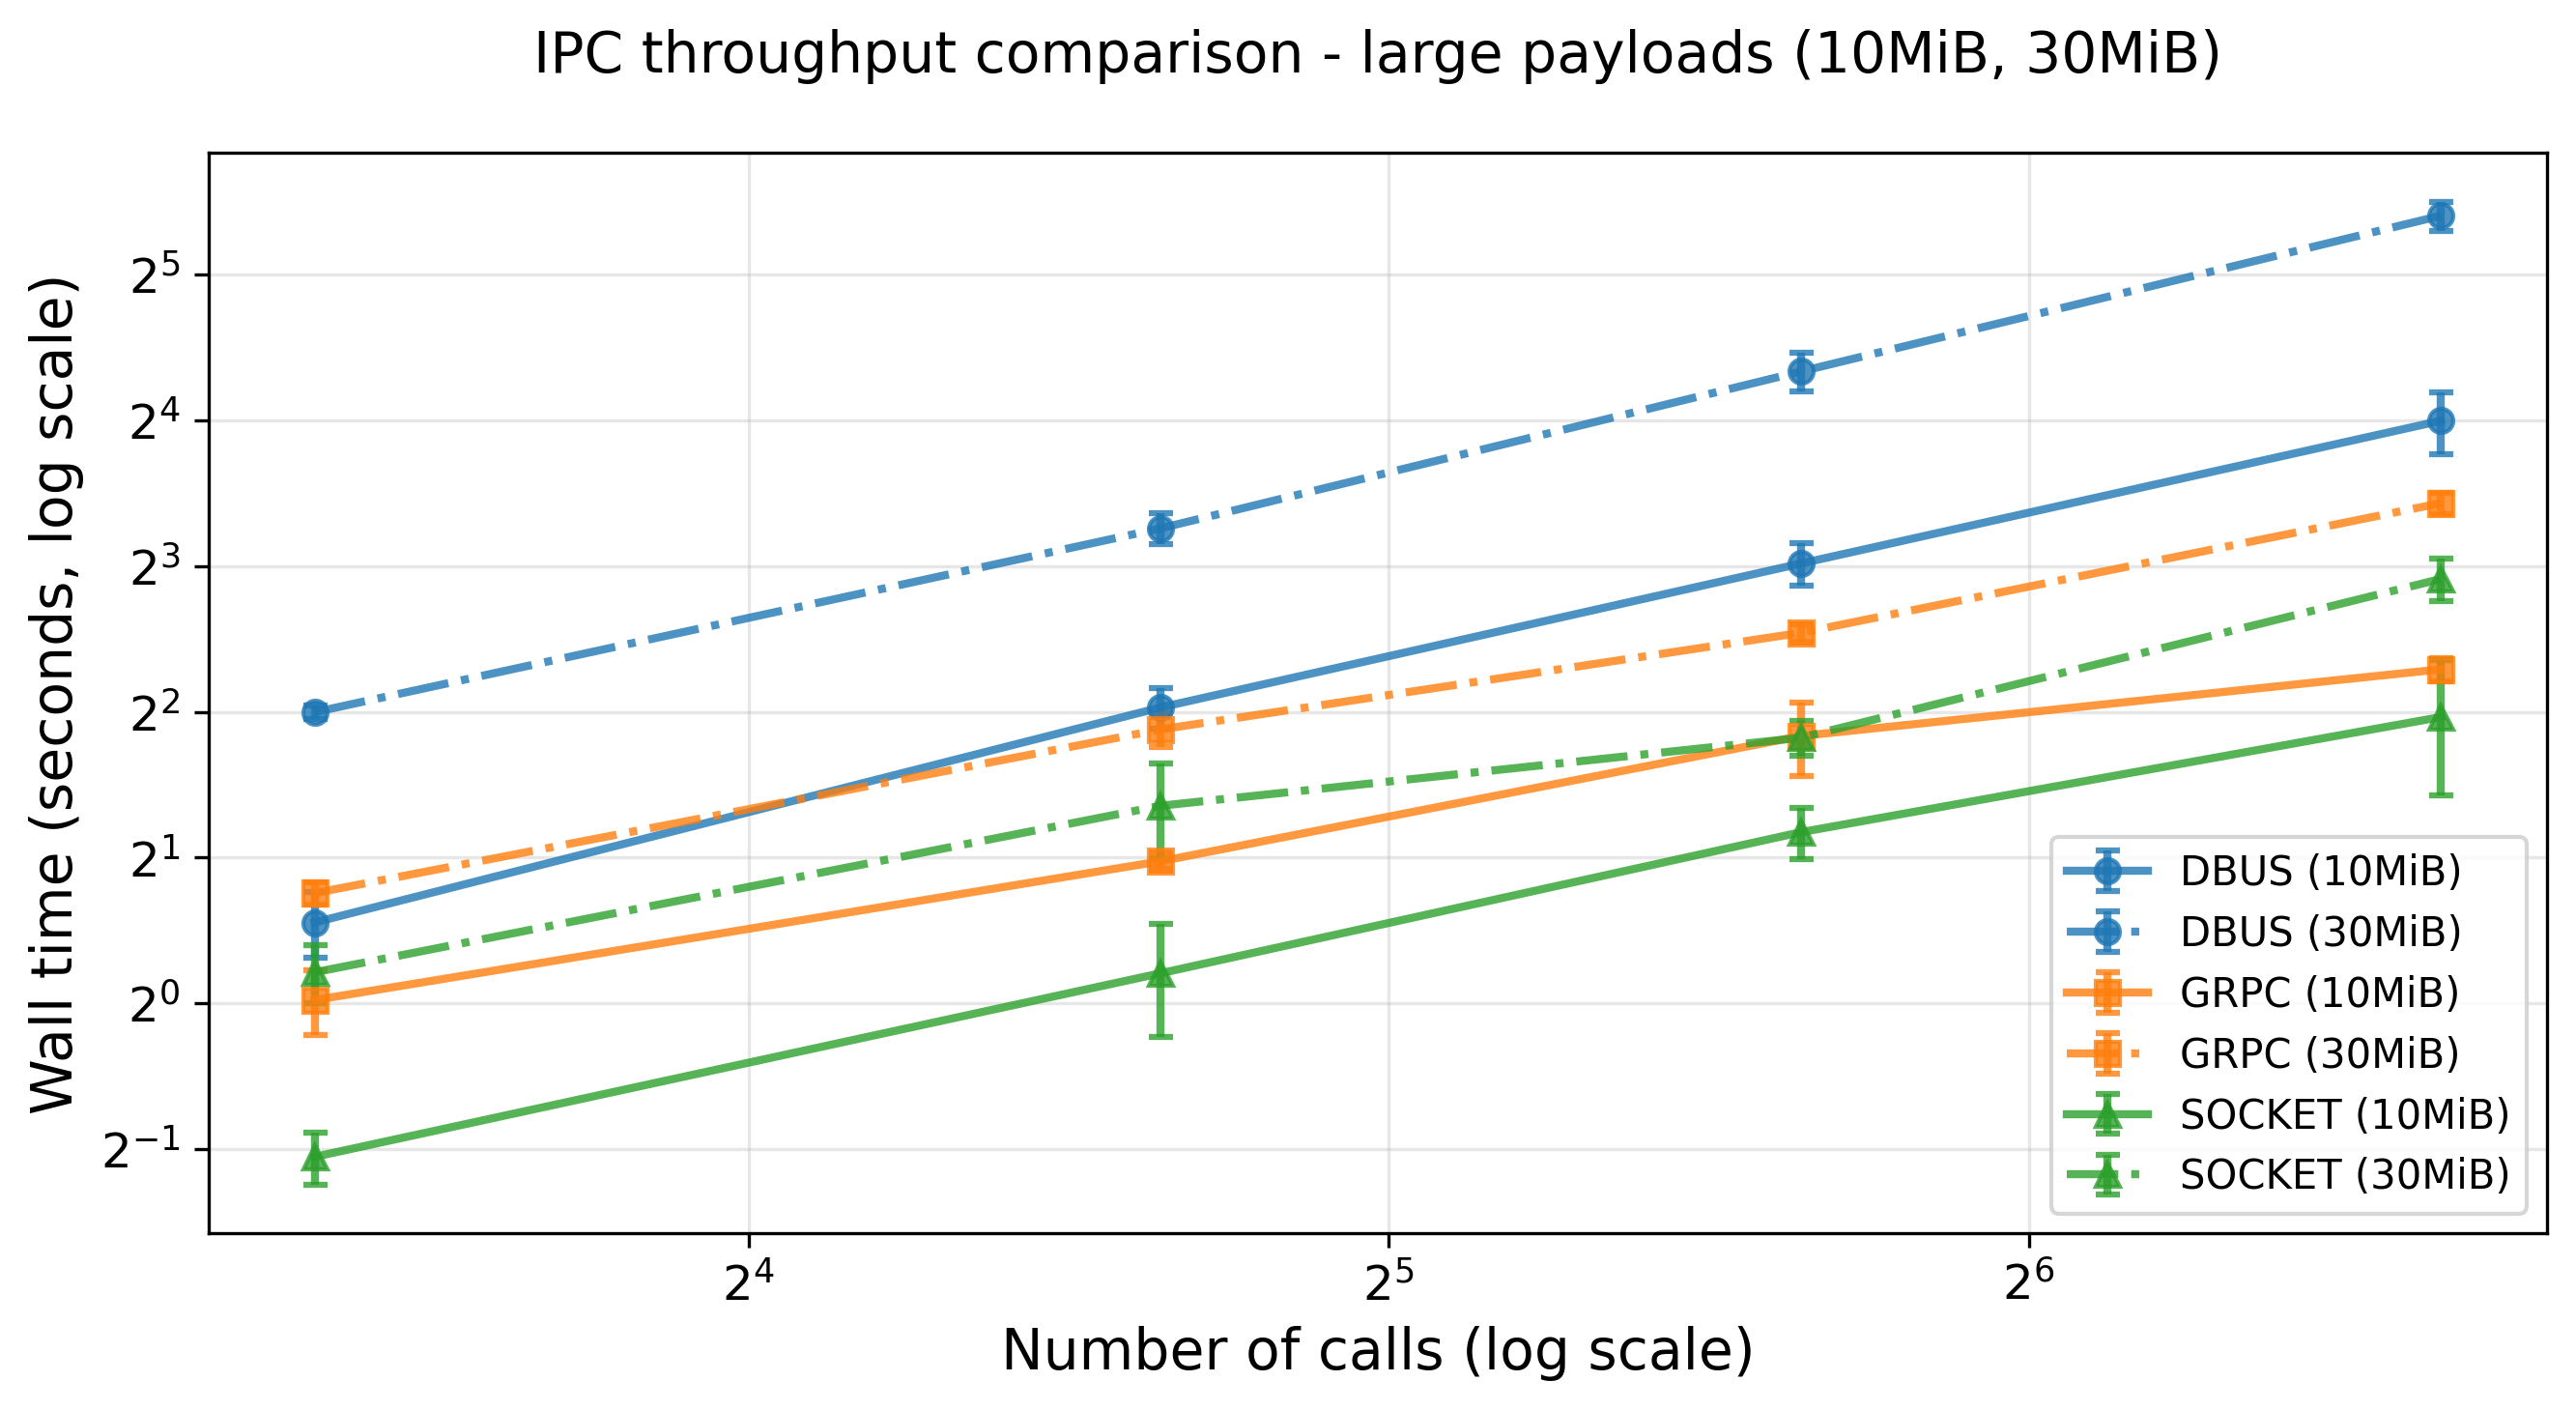 IPC throughput comparison - large payloads (10MiB, 30MiB)
Wall time (seconds, log scale)
2⁵
2⁴
2³
2²
2¹
2⁰
2⁻¹
DBUS (10MiB)
DBUS (30MiB)
GRPC (10MiB)
GRPC (30MiB)
SOCKET (10MiB)
SOCKET (30MiB)
2⁴
2⁵
2⁶
Number of calls (log scale)